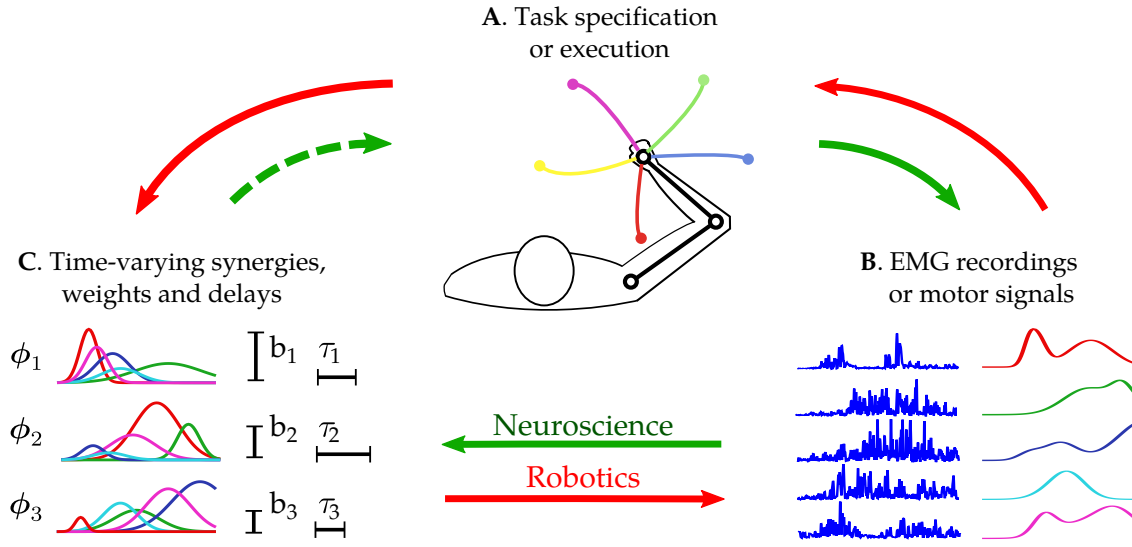 A. Task specification
or execution
C. Time-varying synergies,
weights and delays
B. EMG recordings
or motor signals
ϕ1 b1 τ1
ϕ2 b2 τ2
ϕ3 b3 τ3
Neuroscience
Robotics